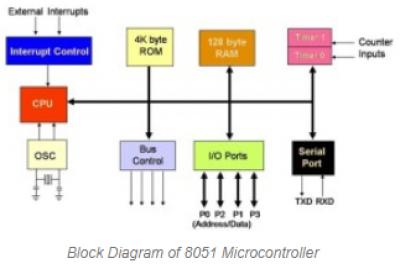 External Interrupts
Interrupt Control
4K byte
ROM
128 byte
RAM
Timer 1
Timer 0
Counter
Inputs
CPU
OSC
Bus
Control
I/O Ports
Serial
Port
P0 P2 P1 P3
(Address/Data)
TXD RXD
Block Diagram of 8051 Microcontroller